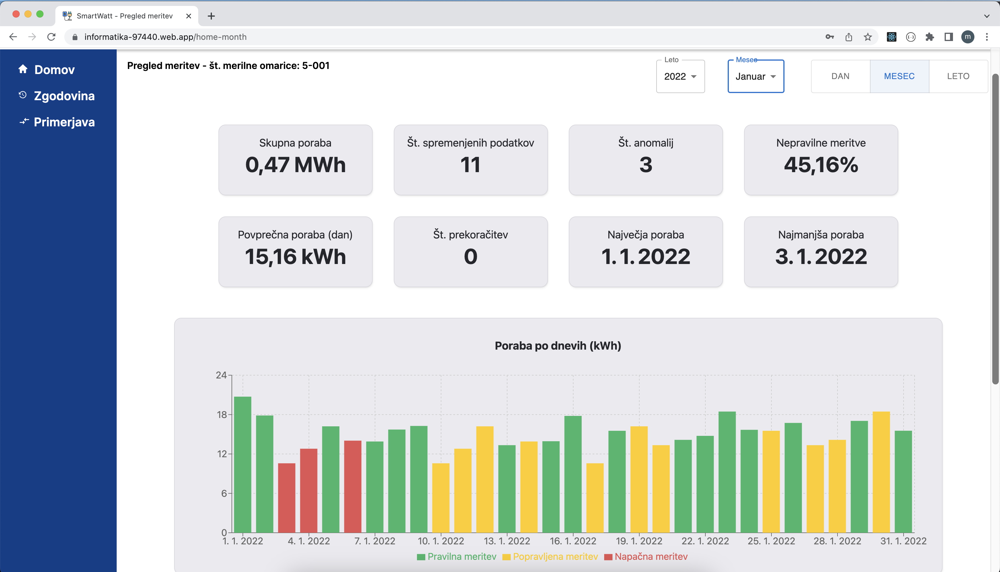 SmartWatt - Pregled meritev
informatika-97440.web.app/home-month
m
Domov
Zgodovina
Primerjava
Pregled meritev - št. merilne omarice: 5-001
Leto
2022
Mesec
Januar
DAN
MESEC
LETO
Skupna poraba
0,47 MWh
Št. spremenjenih podatkov
11
Št. anomalij
3
Nepravilne meritve
45,16%
Povprečna poraba (dan)
15,16 kWh
Št. prekoračitev
0
Največja poraba
1. 1. 2022
Najmanjša poraba
3. 1. 2022
Poraba po dnevih (kWh)
24
18
12
6
0
1. 1. 2022 4. 1. 2022 7. 1. 2022 10. 1. 2022 13. 1. 2022 16. 1. 2022 19. 1. 2022 22. 1. 2022 25. 1. 2022 28. 1. 2022 31. 1. 2022
Pravilna meritev Popravljena meritev Napačna meritev